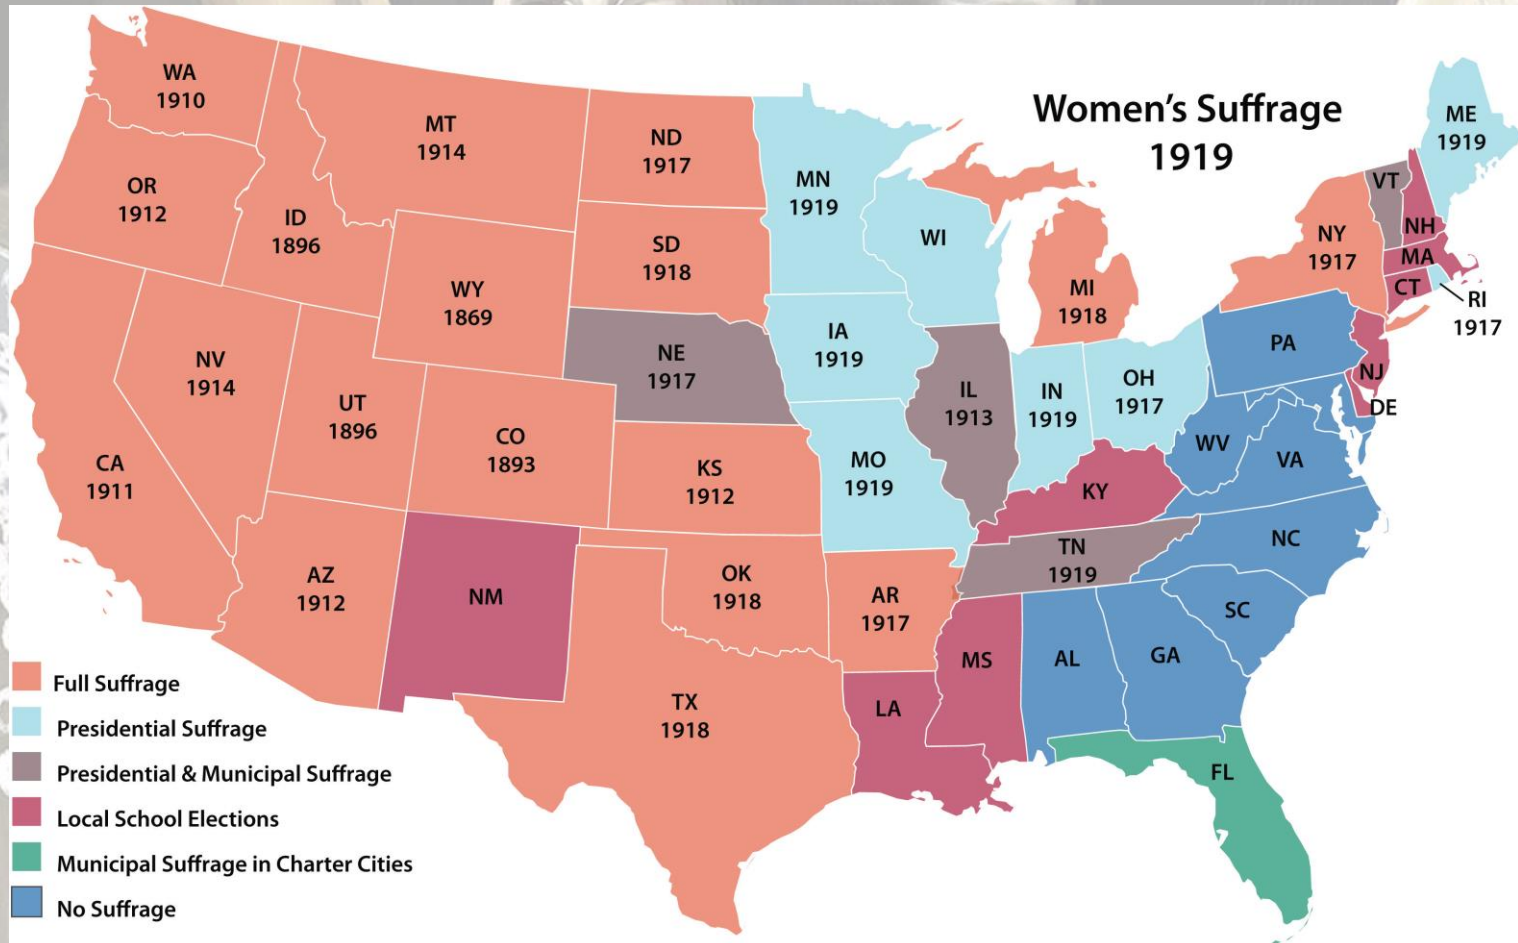 Women's Suffrage
1919
WA
1910
OR
1912
CA
1911
ID
1896
NV
1914
MT
1914
WY
1869
UT
1896
AZ
1912
CO
1893
NM
ND
1917
SD
1918
NE
1917
KS
1912
OK
1918
TX
1918
MN
1919
IA
1919
MO
1919
AR
1917
LA
WI
IL
1913
MS
MI
1918
IN
1919
OH
1917
KY
TN
1919
AL
GA
FL
SC
NC
VA
WV
PA
NY
1917
VT
NH
ME
1919
MA
CT
RI
1917
NJ
DE
Full Suffrage
Presidential Suffrage
Presidential & Municipal Suffrage
Local School Elections
Municipal Suffrage in Charter Cities
No Suffrage